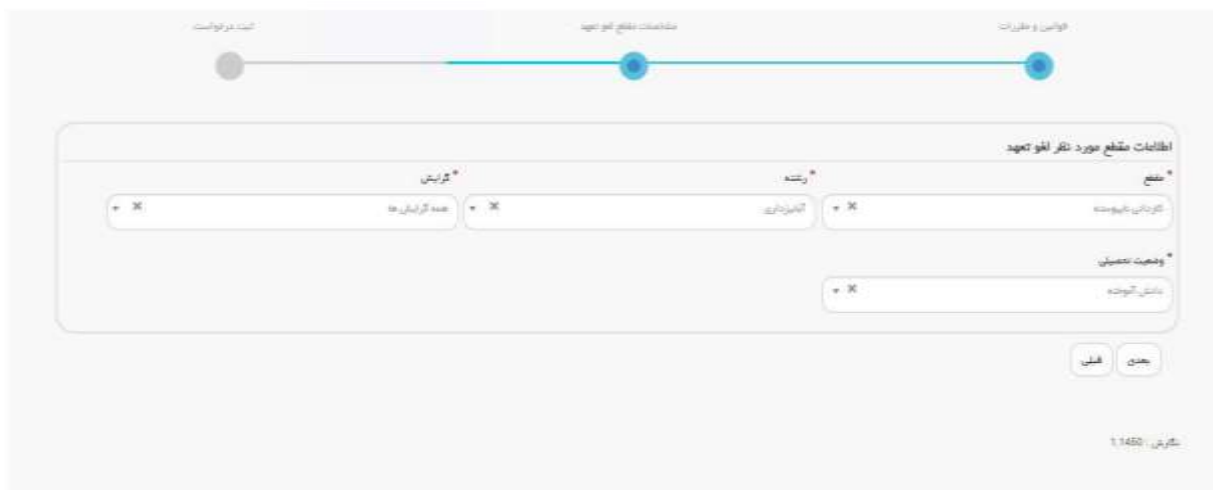 قوانین و مقررات
مشخصات مقطع لغو تعهد
ثبت درخواست
اطلاعات مقطع مورد نظر لغو تعهد
* مقطع
* رشته
* گرایش
کاردانی ناپیوسته
آبخیزداری
همه گرایش ها
* وضعیت تحصیلی
دانش آموخته
بعدی
قبلی
نگارش : 1.1450